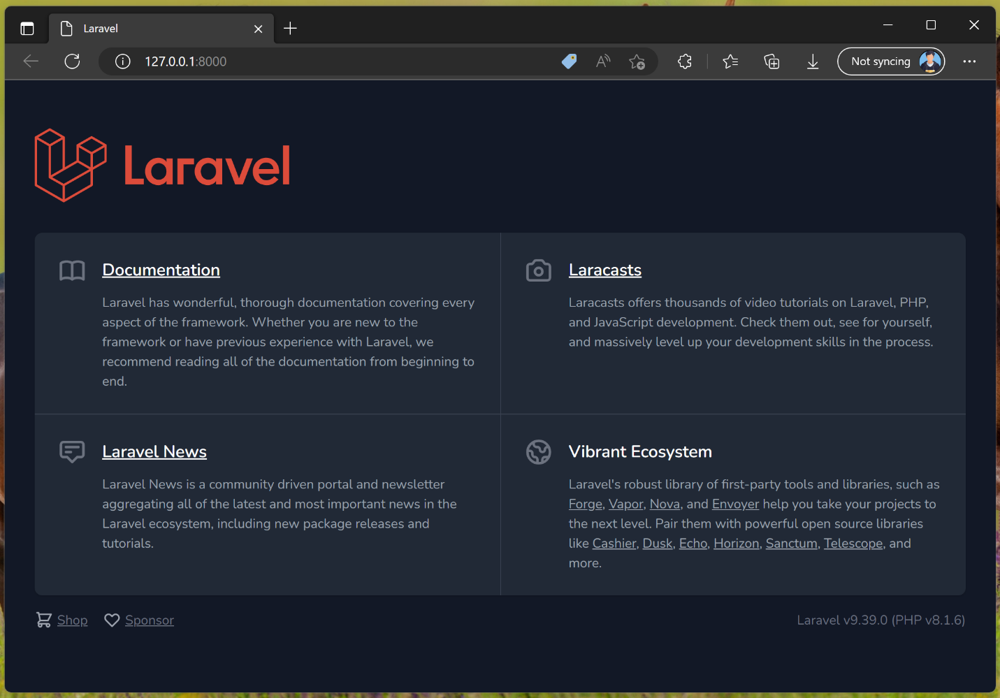 Laravel
127.0.0.1:8000
Not syncing
Laravel
Documentation
Laravel has wonderful, thorough documentation covering every
aspect of the framework. Whether you are new to the
framework or have previous experience with Laravel, we
recommend reading all of the documentation from beginning to
end.
Laracasts
Laracasts offers thousands of video tutorials on Laravel, PHP,
and JavaScript development. Check them out, see for yourself,
and massively level up your development skills in the process.
Laravel News
Laravel News is a community driven portal and newsletter
aggregating all of the latest and most important news in the
Laravel ecosystem, including new package releases and
tutorials.
Vibrant Ecosystem
Laravel's robust library of first-party tools and libraries, such as
Forge, Vapor, Nova, and Envoyer help you take your projects to
the next level. Pair them with powerful open source libraries
like Cashier, Dusk, Echo, Horizon, Sanctum, Telescope, and
more.
Shop
Sponsor
Laravel v9.39.0 (PHP v8.1.6)